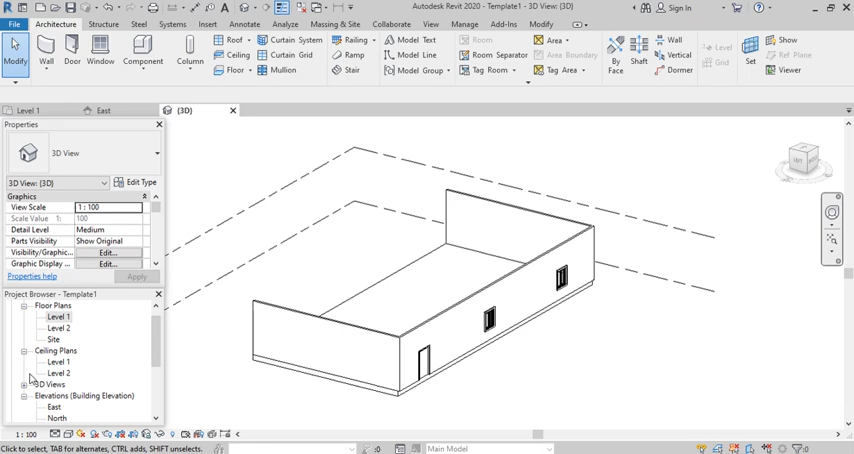 Autodesk Revit 2020 - Template1
Sign In
File Architecture Structure Steel Systems Insert Annotate Analyze Massing & Site Collaborate View Manage Add-Ins Modify
Modify Wall Door Window Component Column
Roof Curtain System
Ceiling Curtain Grid
Floor Mullion
Railing Model Text
Ramp Model Line
Stair Model Group
Room Area
Room Separator Area Boundary
Tag Room Tag Area
By Face Shaft
Wall
Vertical
Dormer
Level
Grid
Set
Show
Ref Plane
Viewer
Level 1 East {3D}
Properties
3D View
3D View: {3D} Edit Type
Graphics
View Scale 1 : 100
Scale Value 1: 100
Detail Level Medium
Parts Visibility Show Original
Visibility/Graphic... Edit...
Graphic Display ... Edit...
Properties help Apply
Project Browser - Template1
Floor Plans
Level 1
Level 2
Site
Ceiling Plans
Level 1
Level 2
3D Views
Elevations (Building Elevation)
East
North
1 : 100
Click to select, TAB for alternates, CTRL adds, SHIFT unselects.
:0
Main Model
:0